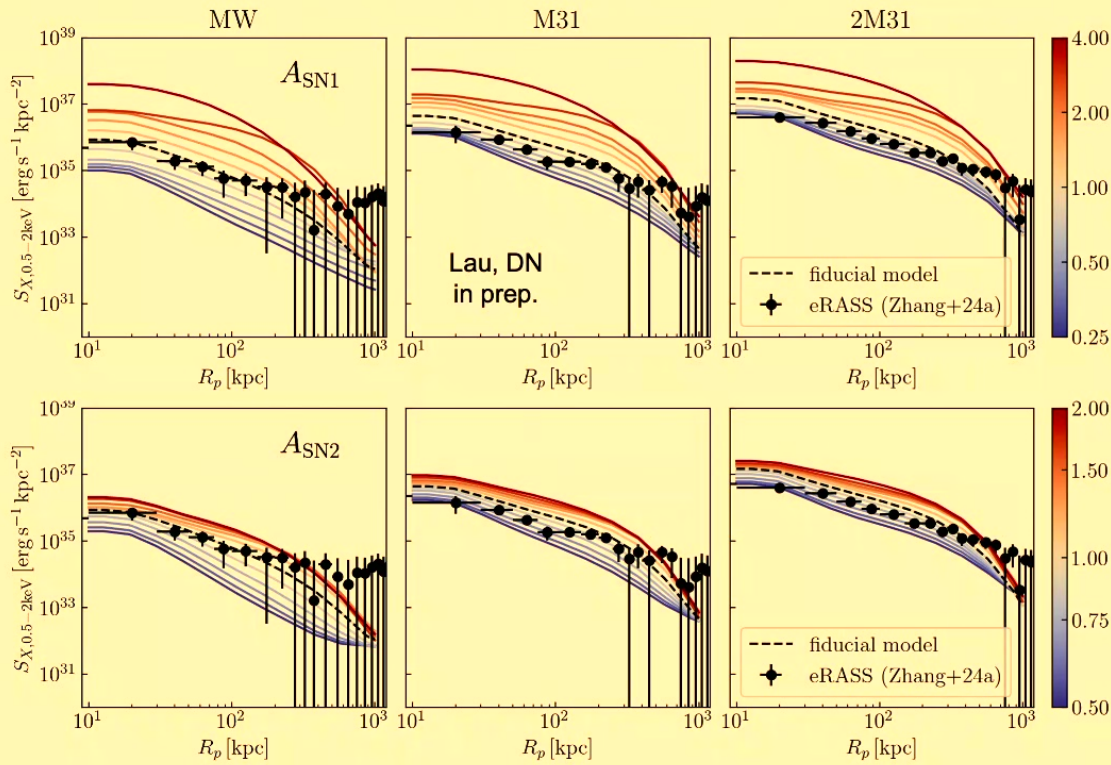 MW M31 2M31
10^39
10^37
10^35
10^33
10^31
S_{X,0.5−2keV} [erg s^{−1} kpc^{−2}]
A_{SN1}
Lau, DN
in prep.
fiducial model
eRASS (Zhang+24a)
4.00
2.00
1.00
0.50
0.25
10^1 10^2 10^3 10^1 10^2 10^3 10^1 10^2 10^3
R_p [kpc] R_p [kpc] R_p [kpc]
10^39
10^37
10^35
10^33
10^31
S_{X,0.5−2keV} [erg s^{−1} kpc^{−2}]
A_{SN2}
fiducial model
eRASS (Zhang+24a)
2.00
1.50
1.00
0.75
0.50
10^1 10^2 10^3 10^1 10^2 10^3 10^1 10^2 10^3
R_p [kpc] R_p [kpc] R_p [kpc]